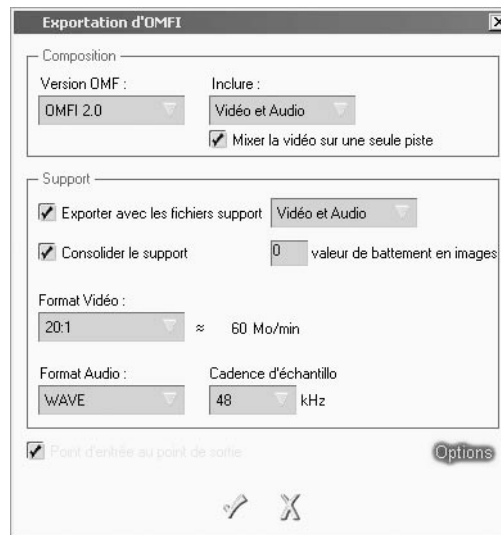 Exportation d'OMFI
Composition
Version OMF : Inclure :
OMFI 2.0 Vidéo et Audio
Mixer la vidéo sur une seule piste
Support
Exporter avec les fichiers support Vidéo et Audio
Consolider le support 0 valeur de battement en images
Format Vidéo :
20:1 ≈ 60 Mo/min
Format Audio : Cadence d'échantillo
WAVE 48 kHz
Point d'entrée au point de sortie Options